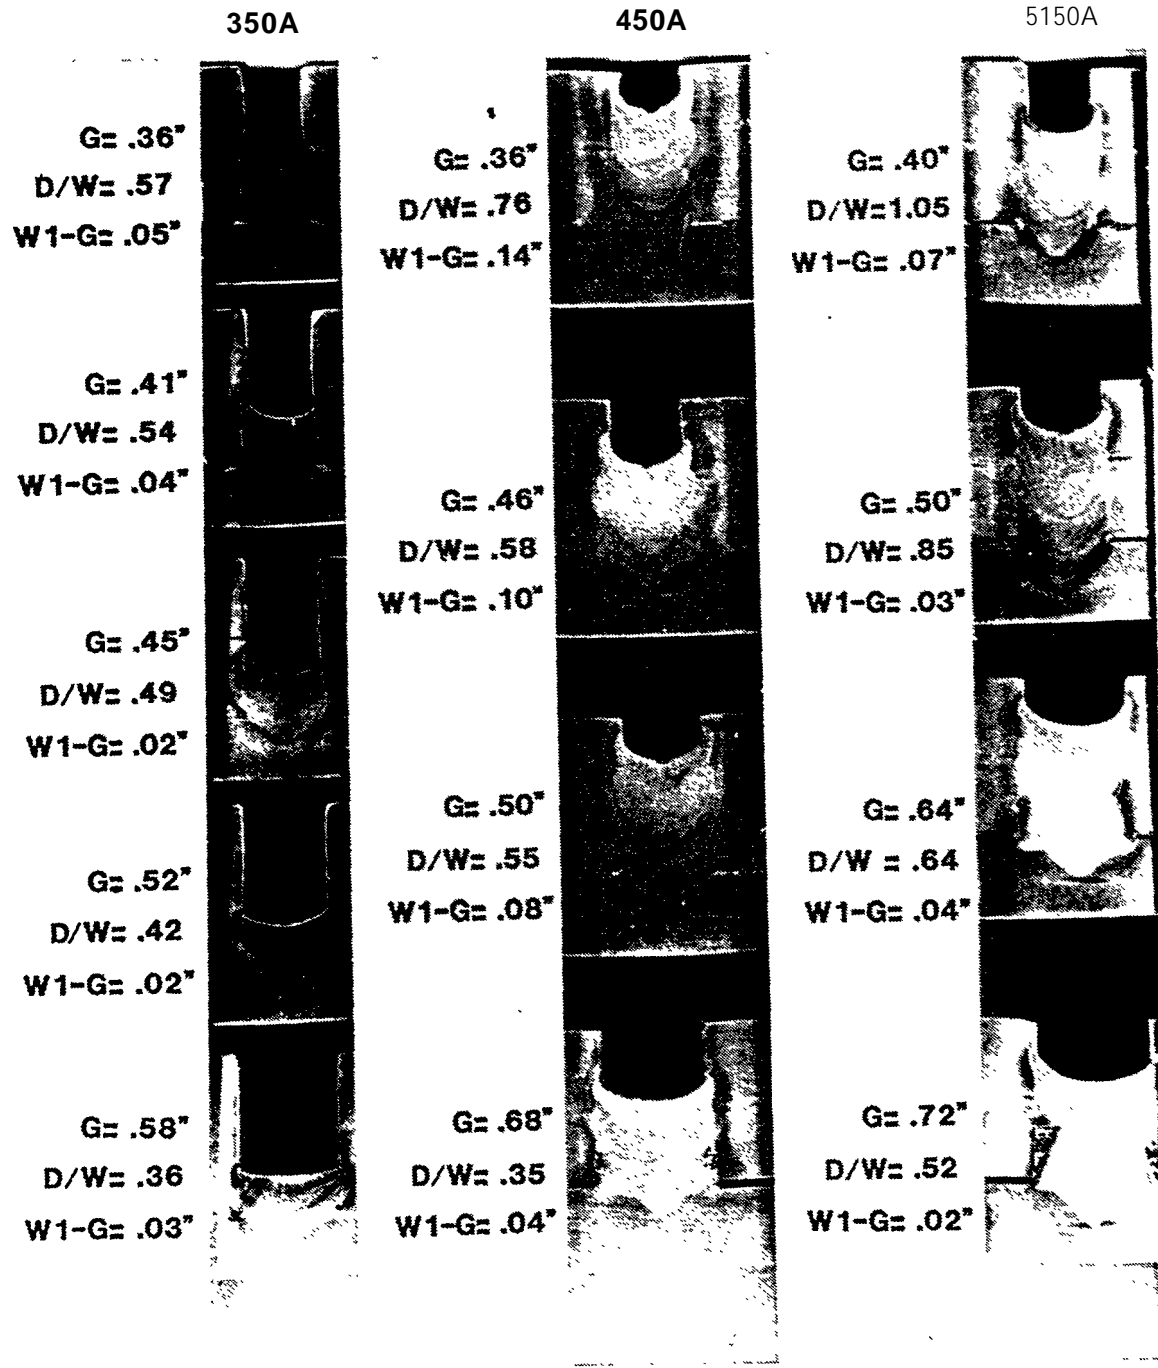 350A
G= .36"
D/W= .57
W1-G= .05"
G= .41"
D/W= .54
W1-G= .04"
G= .45"
D/W= .49
W1-G= .02"
G= .52"
D/W= .42
W1-G= .02"
G= .58"
D/W= .36
W1-G= .03"
450A
G= .36"
D/W= .76
W1-G= .14"
G= .46"
D/W= .58
W1-G= .10"
G= .50"
D/W= .55
W1-G= .08"
G= .68"
D/W= .35
W1-G= .04"
5150A
G= .40"
D/W=1.05
W1-G= .07"
G= .50"
D/W= .85
W1-G= .03"
G= .64"
D/W = .64
W1-G= .04"
G= .72"
D/W= .52
W1-G= .02"